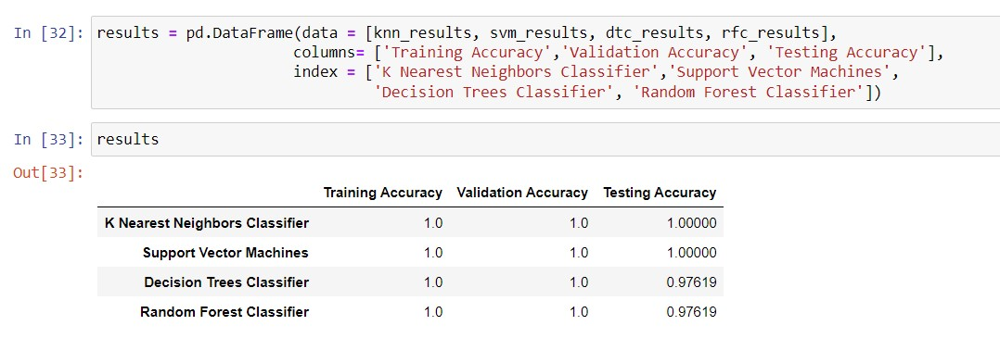 In [32]: results = pd.DataFrame(data = [knn_results, svm_results, dtc_results, rfc_results],
columns= ['Training Accuracy','Validation Accuracy', 'Testing Accuracy'],
index = ['K Nearest Neighbors Classifier','Support Vector Machines',
'Decision Trees Classifier', 'Random Forest Classifier'])
In [33]: results
Out[33]:
Training Accuracy Validation Accuracy Testing Accuracy
K Nearest Neighbors Classifier 1.0 1.0 1.00000
Support Vector Machines 1.0 1.0 1.00000
Decision Trees Classifier 1.0 1.0 0.97619
Random Forest Classifier 1.0 1.0 0.97619